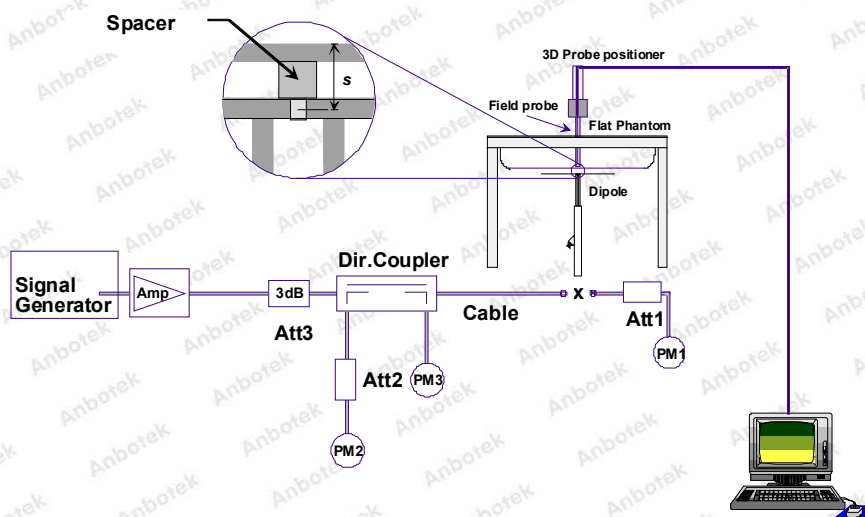 Spacer
s
3D Probe positioner
Field probe
Flat Phantom
Dipole
Signal
Generator
Amp
3dB
Att3
Dir.Coupler
Cable
x
Att1
PM1
Att2
PM3
PM2
Anbotek